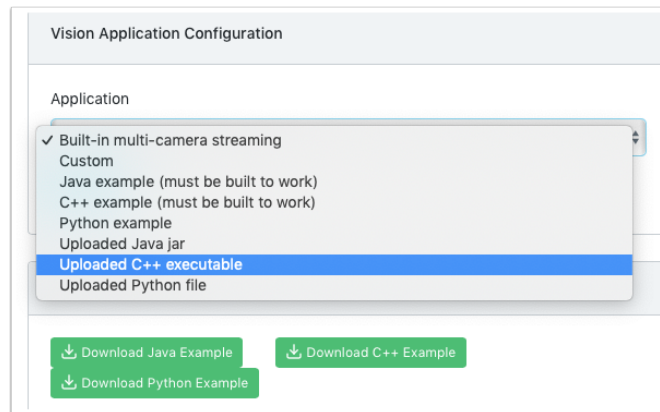 Vision Application Configuration
Application
✓ Built-in multi-camera streaming
Custom
Java example (must be built to work)
C++ example (must be built to work)
Python example
Uploaded Java jar
Uploaded C++ executable
Uploaded Python file
Download Java Example
Download C++ Example
Download Python Example